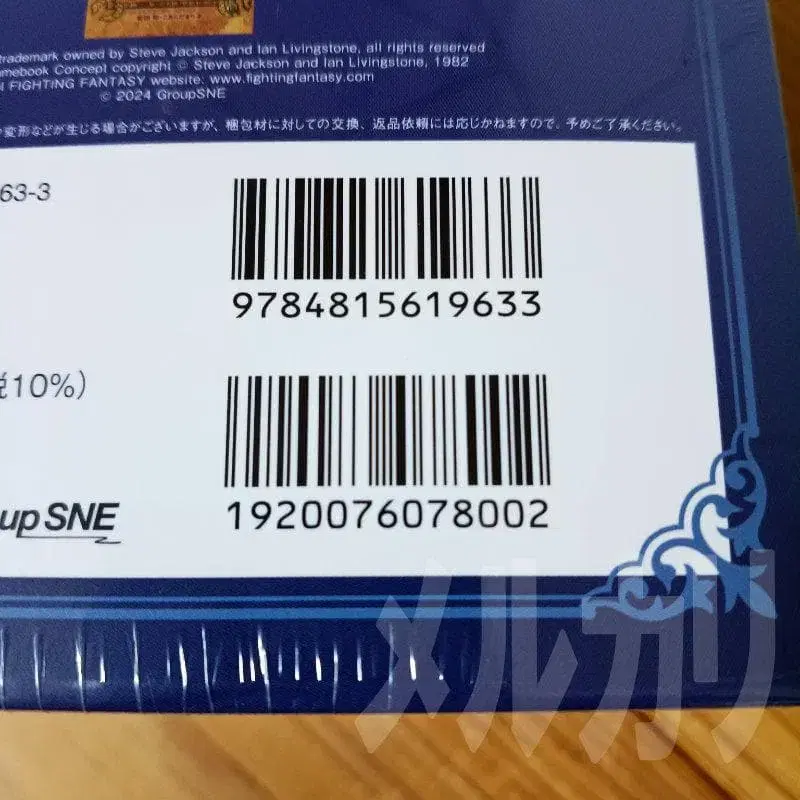 trademark owned by Steve Jackson and Ian Livingstone, all rights reserved
mebook Concept copyright © Steve Jackson and Ian Livingstone, 1982
FIGHTING FANTASY website: www.fightingfantasy.com
© 2024 GroupSNE
変形などが生じる場合がございますが、梱包材に対しての交換、返品依頼には応じかねますので、予めご了承ください。
63-3
9784815619633
税10%)
1920076078002
upSNE
メルカリ